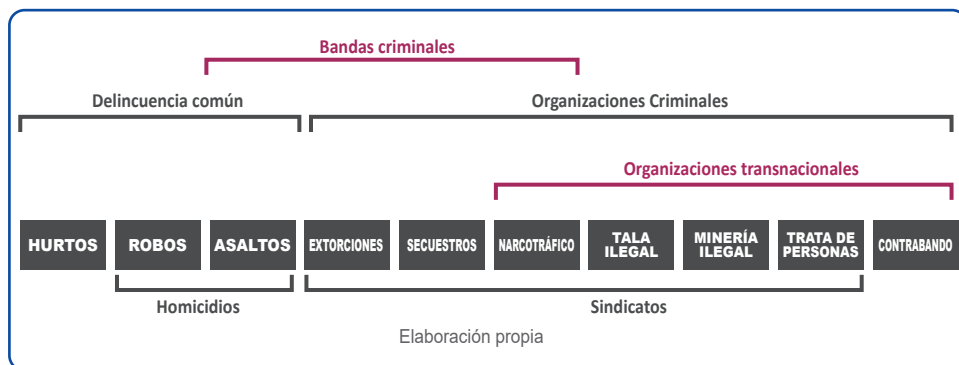 Bandas criminales
Delincuencia común
Organizaciones Criminales
Organizaciones transnacionales
HURTOS
ROBOS
ASALTOS
EXTORCIONES
SECUESTROS
NARCOTRÁFICO
TALA
ILEGAL
MINERÍA
ILEGAL
TRATA DE
PERSONAS
CONTRABANDO
Homicidios
Sindicatos
Elaboración propia